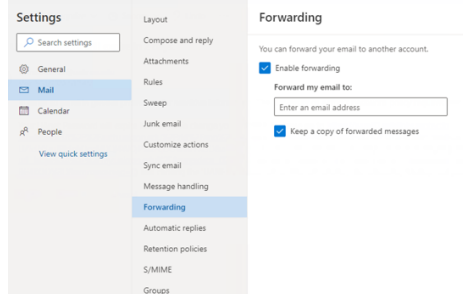 Settings
Search settings
General
Mail
Calendar
People
View quick settings
Layout
Compose and reply
Attachments
Rules
Sweep
Junk email
Customize actions
Sync email
Message handling
Forwarding
Automatic replies
Retention policies
S/MIME
Groups
Forwarding
You can forward your email to another account.
Enable forwarding
Forward my email to:
Enter an email address
Keep a copy of forwarded messages